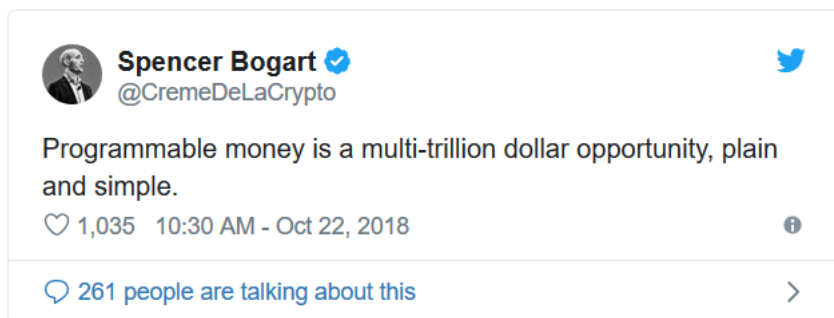 Spencer Bogart
@CremeDeLaCrypto
Programmable money is a multi-trillion dollar opportunity, plain
and simple.
1,035 10:30 AM - Oct 22, 2018
261 people are talking about this